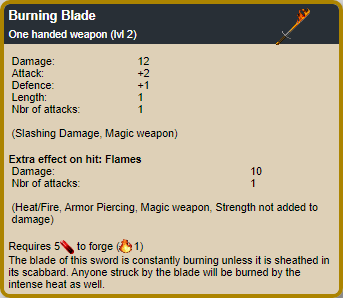 Burning Blade
One handed weapon (lvl 2)
Damage: 12
Attack: +2
Defence: +1
Length: 1
Nbr of attacks: 1
(Slashing Damage, Magic weapon)
Extra effect on hit: Flames
Damage: 10
Nbr of attacks: 1
(Heat/Fire, Armor Piercing, Magic weapon, Strength not added to
damage)
Requires 5 to forge ( 1)
The blade of this sword is constantly burning unless it is sheathed in
its scabbard. Anyone struck by the blade will be burned by the
intense heat as well.